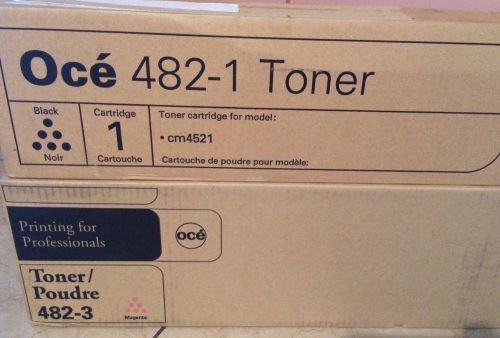 Océ 482-1 Toner
Black
Noir
Cartridge
1
Cartouche
Toner cartridge for model:
• cm4521
Cartouche de poudre pour modèle:
Printing for
Professionals
océ
Toner/
Poudre
482-3
Magenta